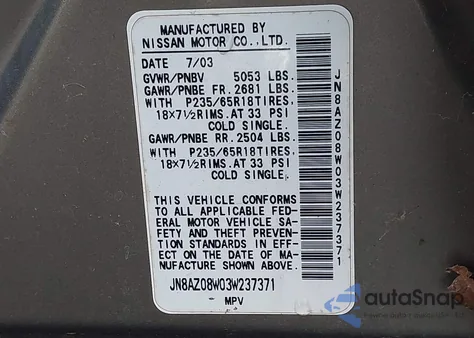 MANUFACTURED BY
NISSAN MOTOR CO.,LTD.
DATE 7/03
GVWR/PNBV 5053 LBS.
GAWR/PNBE FR. 2681 LBS.
WITH P235/65R18TIRES.
18×7½RIMS.AT 33 PSI
COLD SINGLE.
GAWR/PNBE RR. 2504 LBS.
WITH P235/65R18TIRES.
18×7½RIMS.AT 33 PSI
COLD SINGLE.
THIS VEHICLE CONFORMS
TO ALL APPLICABLE FED-
ERAL MOTOR VEHICLE SA-
FETY AND THEFT PREVEN-
TION STANDARDS IN EFF-
ECT ON THE DATE OF MA-
NUFACTURE SHOWN ABOVE.
JN8AZ08W03W237371
MPV
JN8AZ08W03W237371
autoSnap